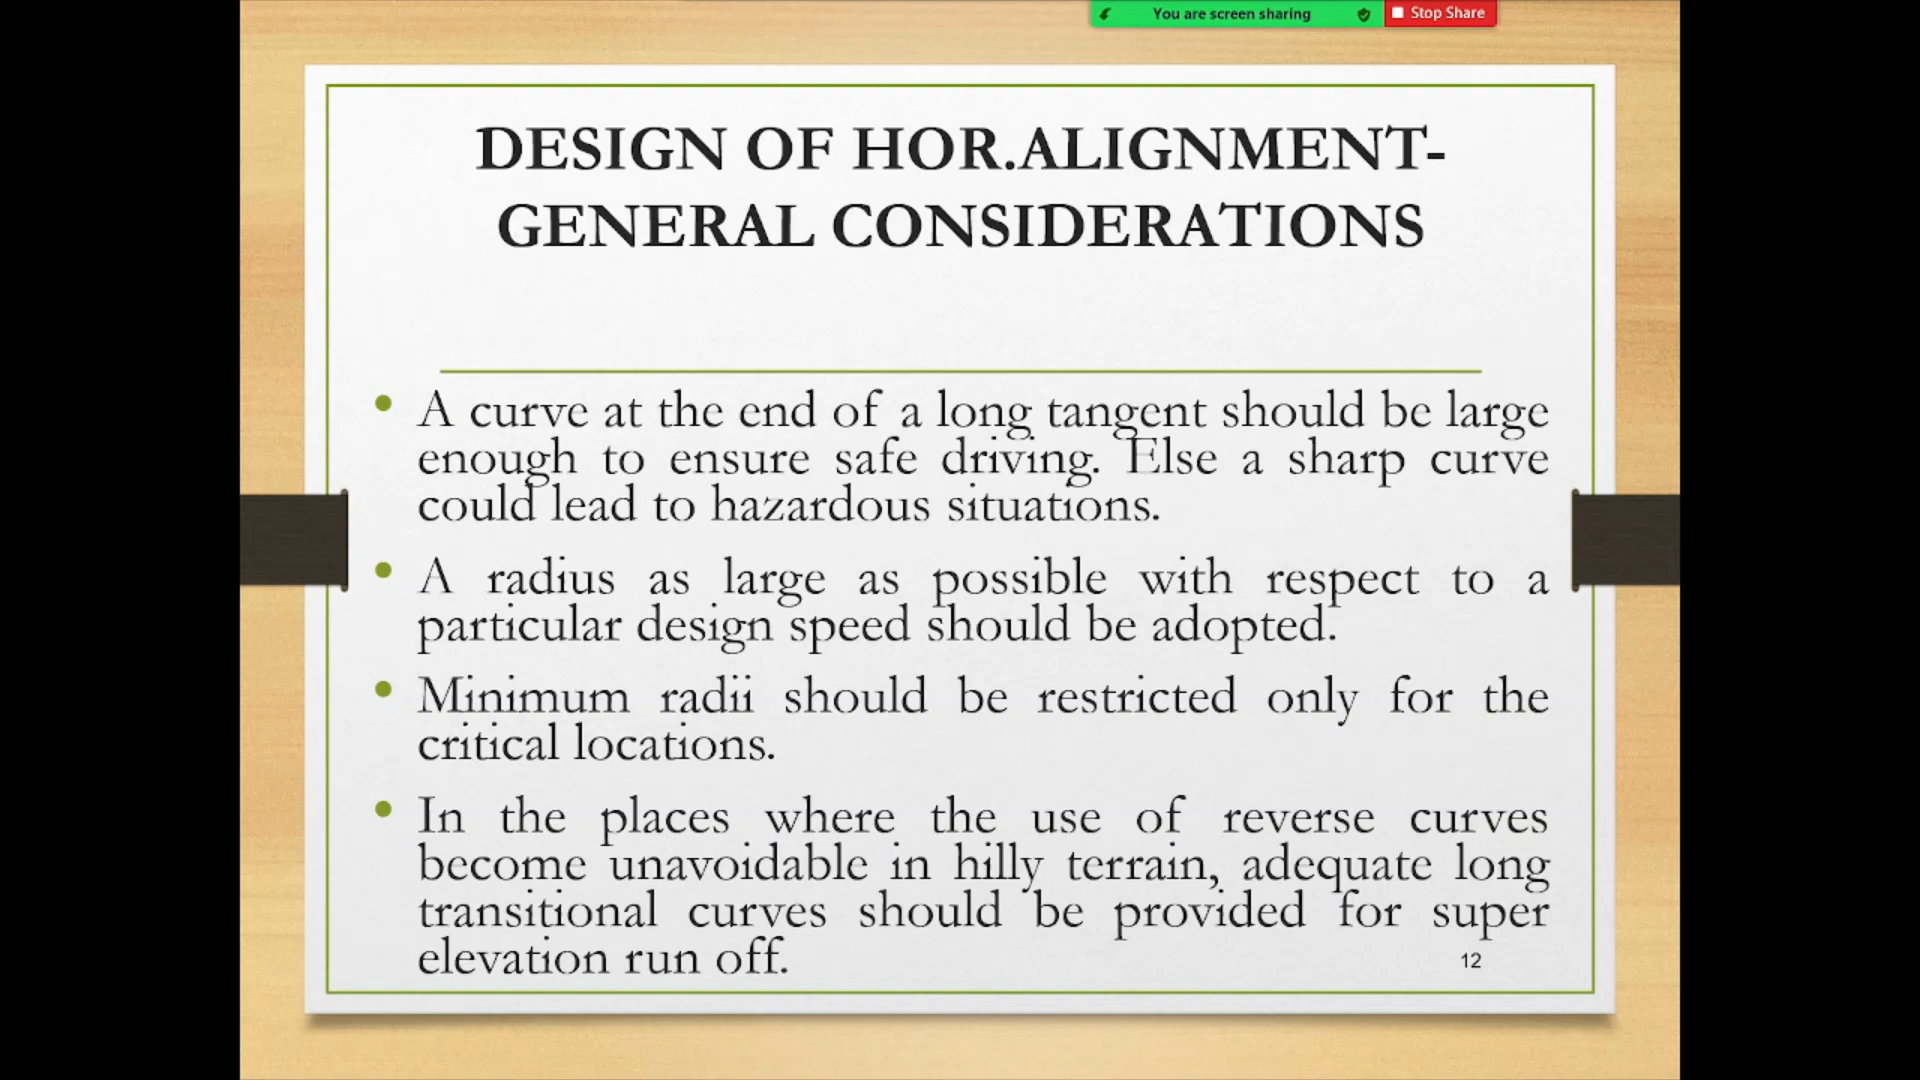 You are screen sharing
Stop Share
DESIGN OF HOR.ALIGNMENT-
GENERAL CONSIDERATIONS
• A curve at the end of a long tangent should be large
enough to ensure safe driving. Else a sharp curve
could lead to hazardous situations.
• A radius as large as possible with respect to a
particular design speed should be adopted.
• Minimum radii should be restricted only for the
critical locations.
• In the places where the use of reverse curves
become unavoidable in hilly terrain, adequate long
transitional curves should be provided for super
elevation run off.
12